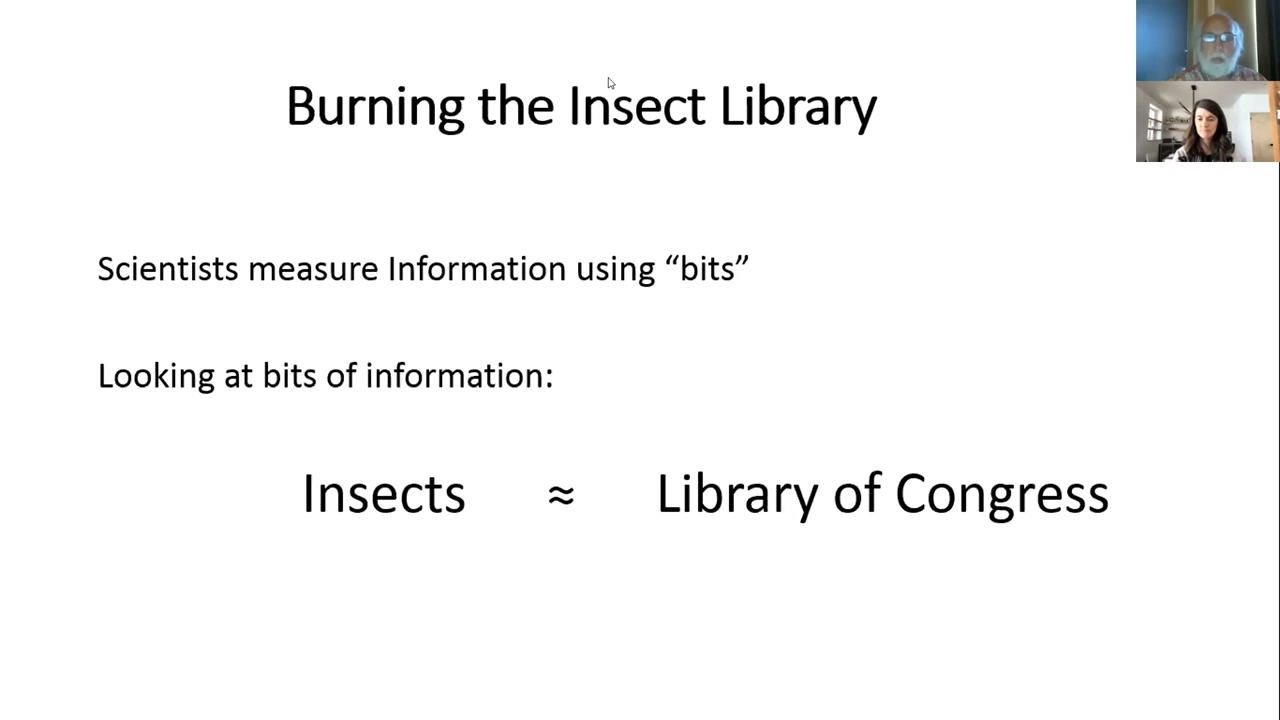 Burning the Insect Library
Scientists measure Information using “bits”
Looking at bits of information:
Insects ≈ Library of Congress